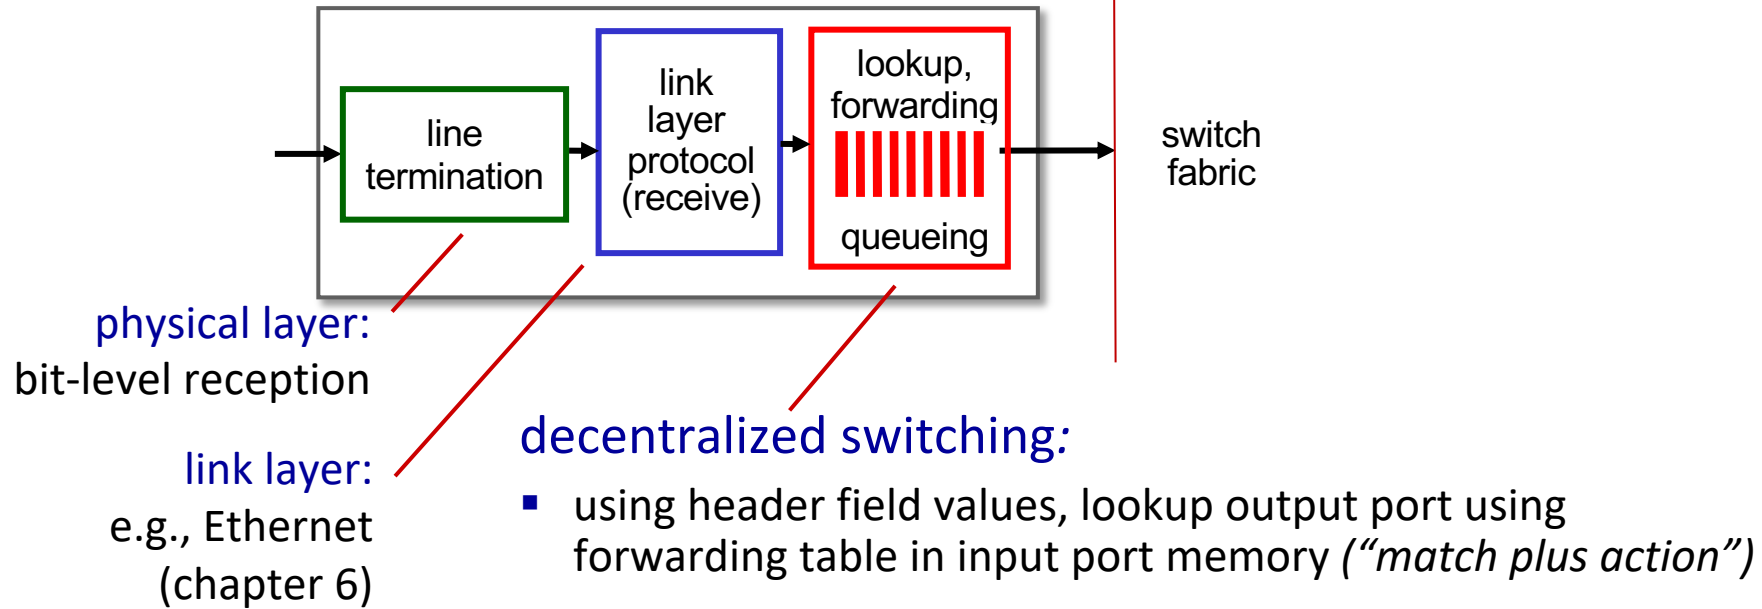 line
termination
link
layer
protocol
(receive)
lookup,
forwarding
queueing
switch
fabric
physical layer:
bit-level reception
link layer:
e.g., Ethernet
(chapter 6)
decentralized switching:
▪ using header field values, lookup output port using
forwarding table in input port memory (“match plus action”)